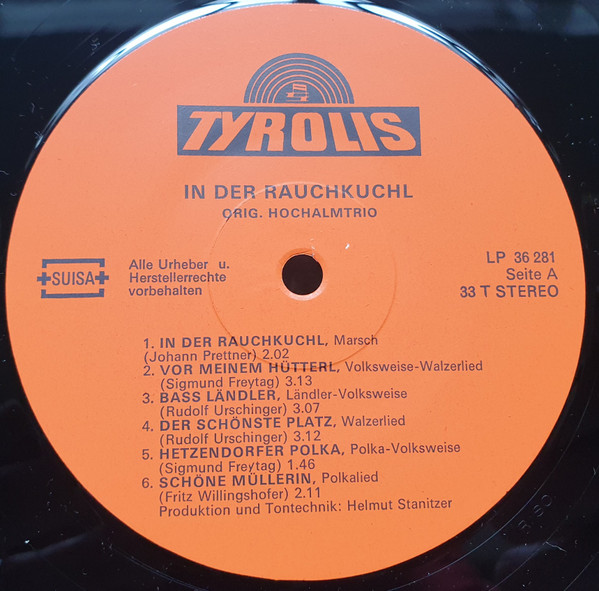 TYROLIS
IN DER RAUCHKUCHL
ORIG. HOCHALMTRIO
SUISA
Alle Urheber u.
Herstellerrechte
vorbehalten
LP 36 281
Seite A
33 T STEREO
1. IN DER RAUCHKUCHL, Marsch
(Johann Prettner) 2.02
2. VOR MEINEM HÜTTERL, Volksweise-Walzerlied
(Sigmund Freytag) 3.13
3. BASS LÄNDLER, Ländler-Volksweise
(Rudolf Urschinger) 3.07
4. DER SCHÖNSTE PLATZ, Walzerlied
(Rudolf Urschinger) 3.12
5. HETZENDORFER POLKA, Polka-Volksweise
(Sigmund Freytag) 1.46
6. SCHÖNE MÜLLERIN, Polkalied
(Fritz Willingshofer) 2.11
Produktion und Tontechnik: Helmut Stanitzer